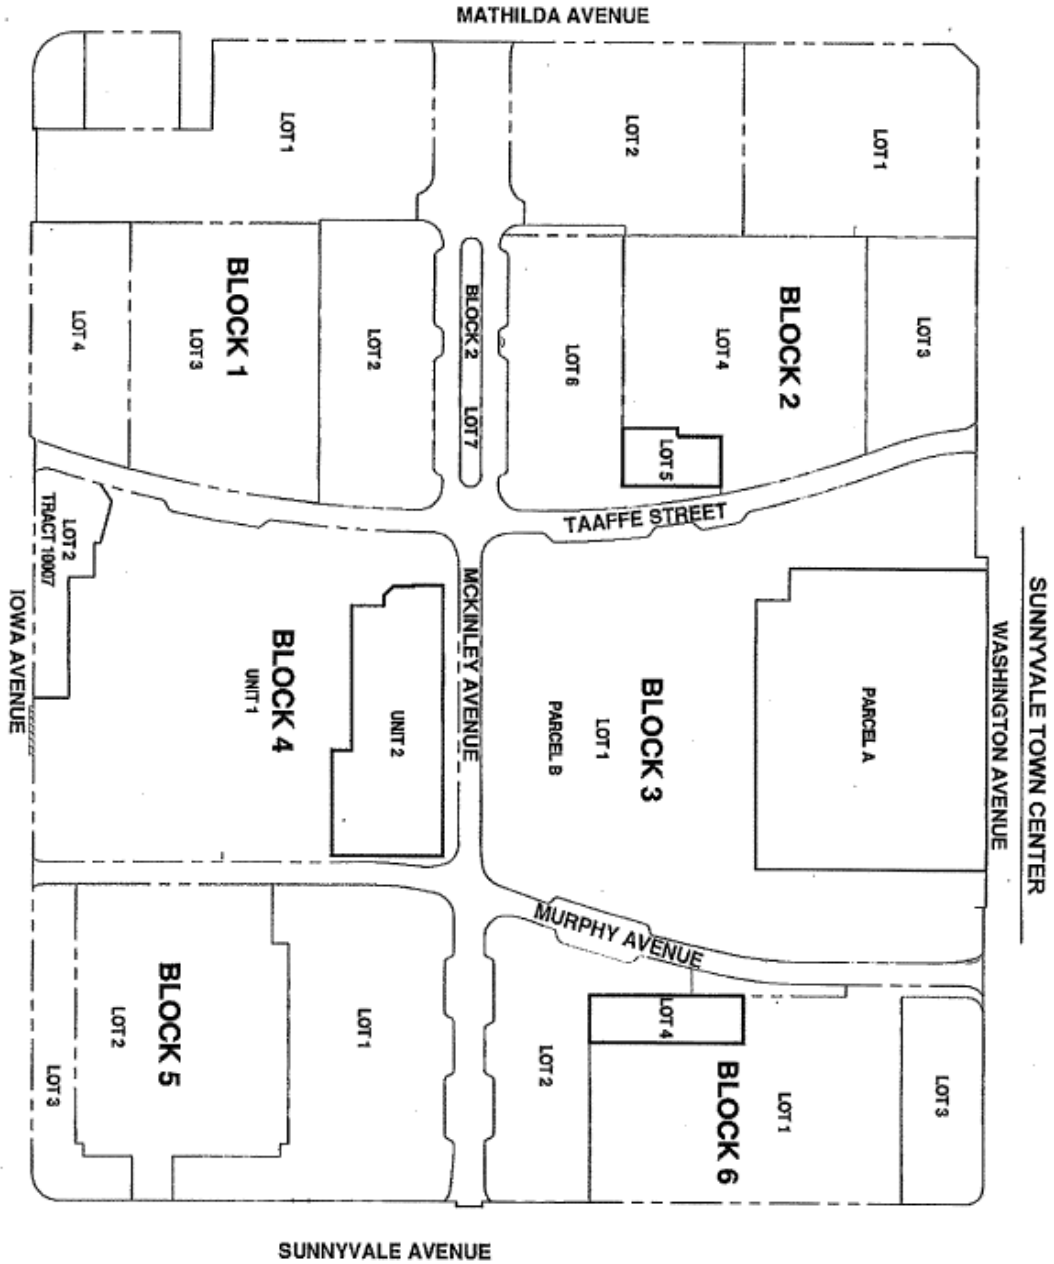 MATHILDA AVENUE
LOT 1
LOT 2
LOT 1
BLOCK 1
LOT 4
LOT 3
LOT 2
BLOCK 2
LOT 7
LOT 6
BLOCK 2
LOT 4
LOT 3
LOT 5
TAAFFE STREET
LOT 2
TRACT 10007
IOWA AVENUE
BLOCK 4
UNIT 1
UNIT 2
MCKINLEY AVENUE
BLOCK 3
LOT 1
PARCEL B
PARCEL A
WASHINGTON AVENUE
SUNNYVALE TOWN CENTER
MURPHY AVENUE
BLOCK 5
LOT 3
LOT 2
LOT 1
LOT 2
LOT 4
BLOCK 6
LOT 1
LOT 3
SUNNYVALE AVENUE